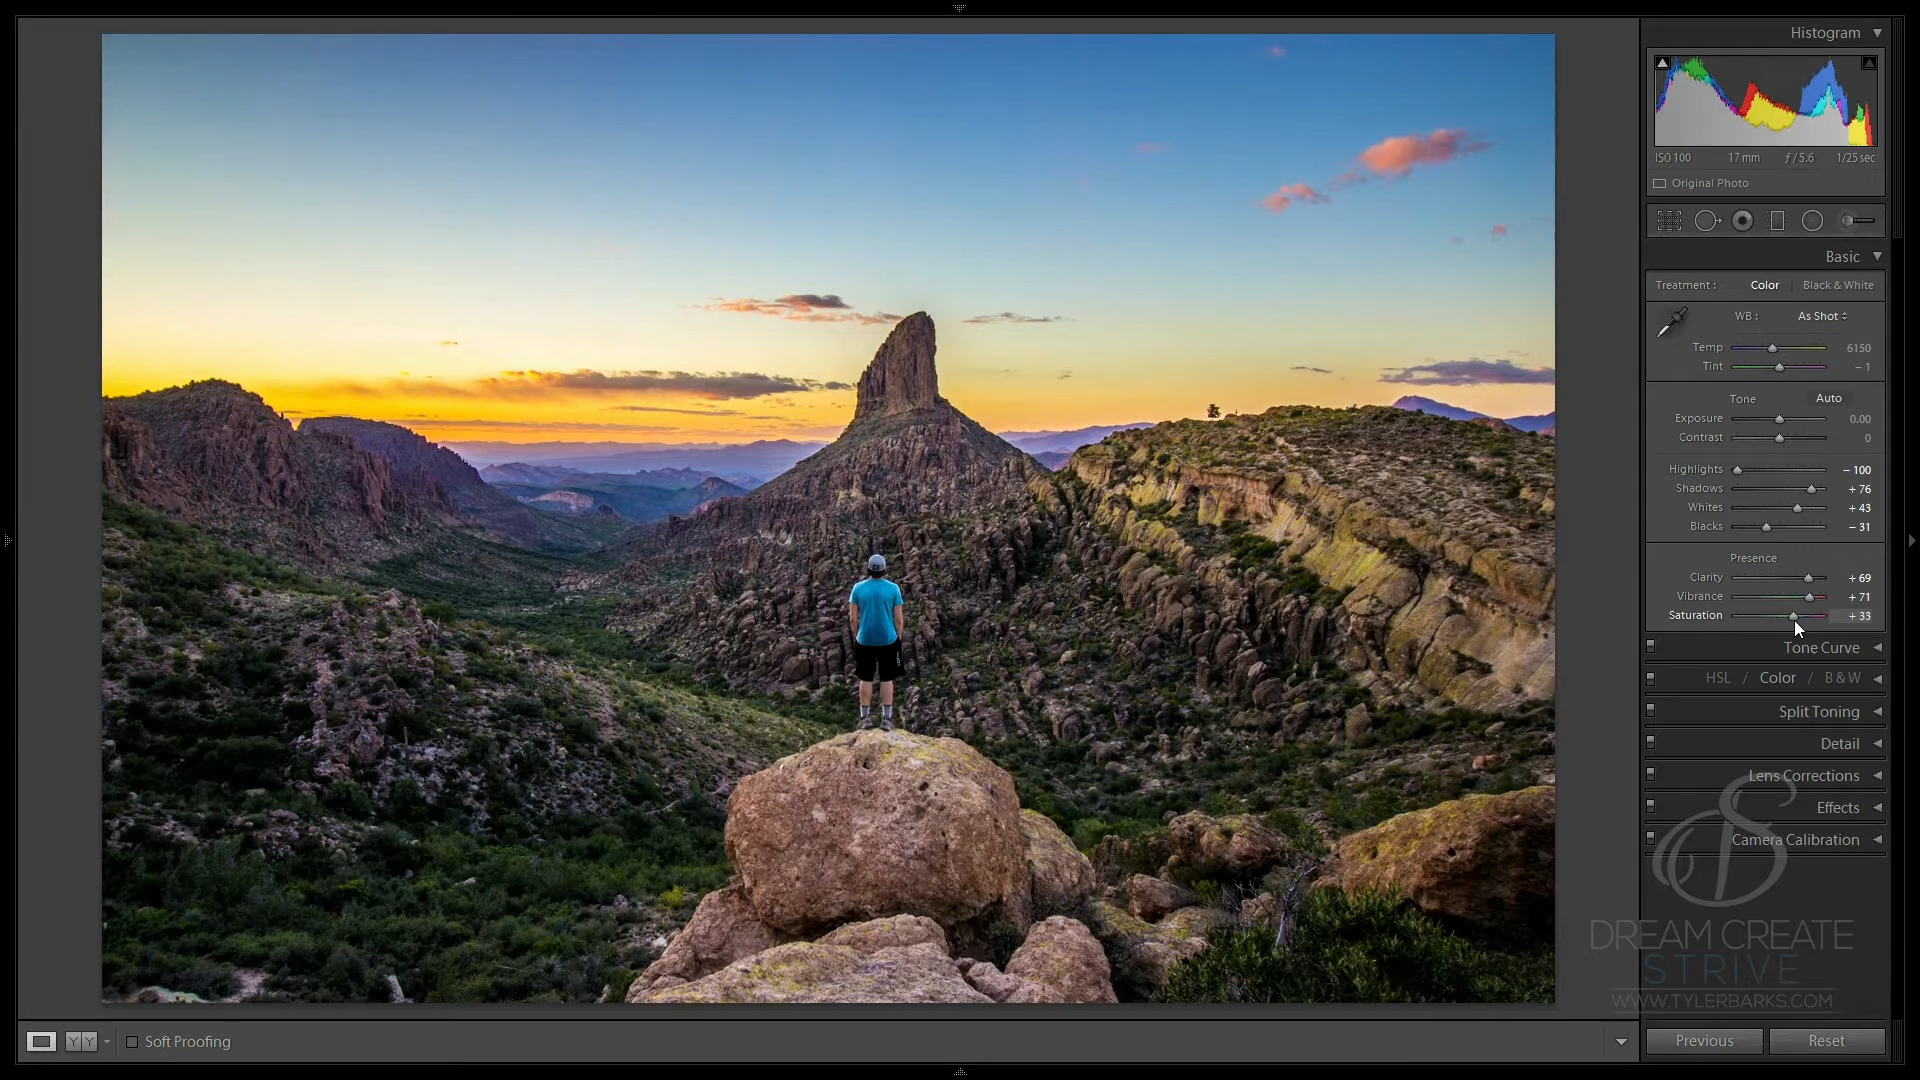 Histogram
ISO 100 17 mm ƒ / 5.6 1/25 sec
Original Photo
Basic
Treatment : Color Black & White
WB : As Shot
Temp 6150
Tint – 1
Tone Auto
Exposure 0.00
Contrast 0
Highlights – 100
Shadows + 76
Whites + 43
Blacks – 31
Presence
Clarity + 69
Vibrance + 71
Saturation + 33
Tone Curve
HSL / Color / B & W
Split Toning
Detail
Lens Corrections
Effects
Camera Calibration
DREAM CREATE
STRIVE
WWW.TYLERBARKS.COM
Y Y Soft Proofing
Previous Reset